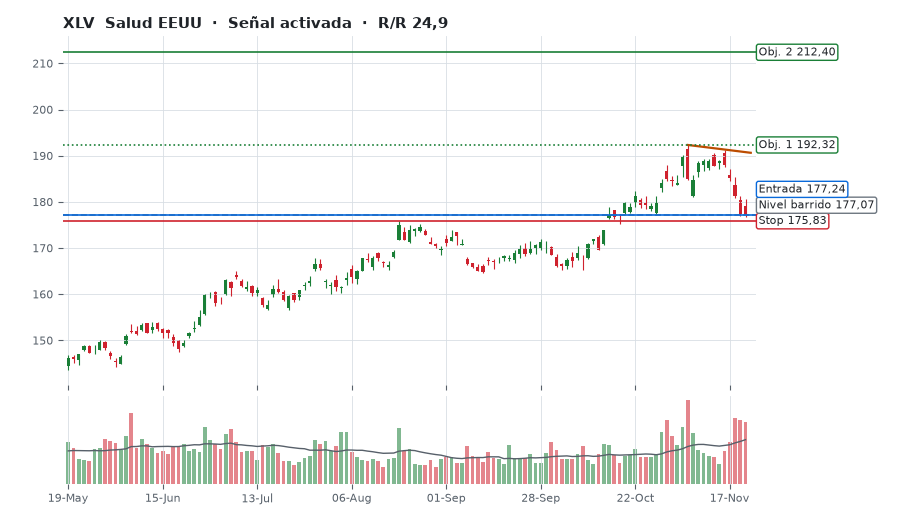 XLV Salud EEUU · Señal activada · R/R 24,9
Obj. 2 212,40
210
200
Obj. 1 192,32
190
Entrada 177,24
180
Nivel barrido 177,07
Stop 175,83
170
160
150
19-May 15-Jun 13-Jul 06-Aug 01-Sep 28-Sep 22-Oct 17-Nov